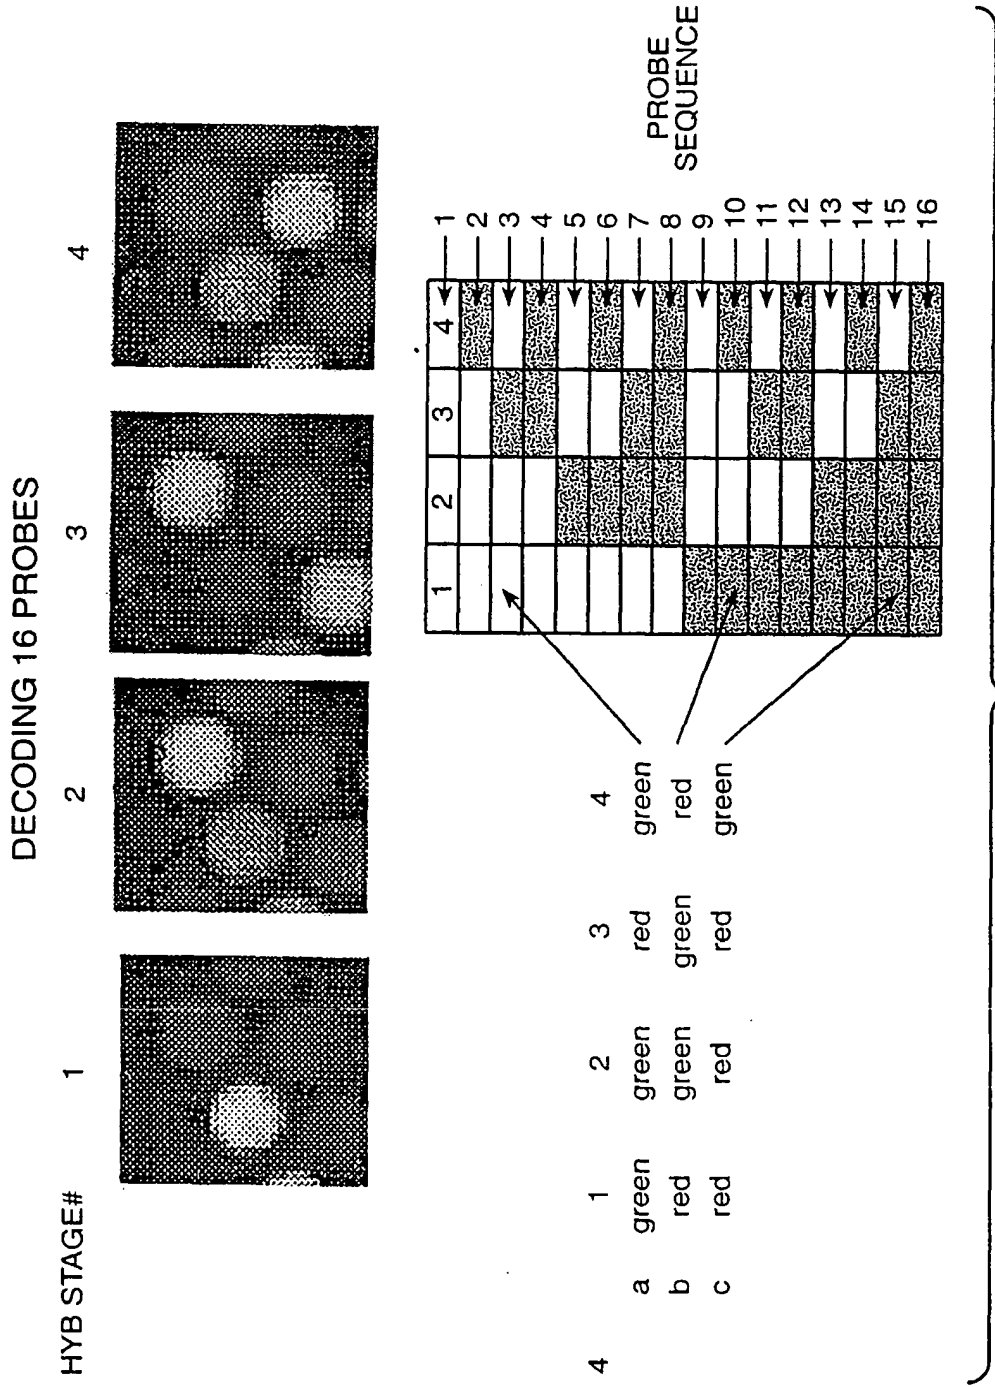 DECODING 16 PROBES
HYB STAGE# 1 2 3 4
4 1 2 3 4
a green green red green
b red green green red
c red red red green
1 2 3 4
PROBE
SEQUENCE
1
2
3
4
5
6
7
8
9
10
11
12
13
14
15
16